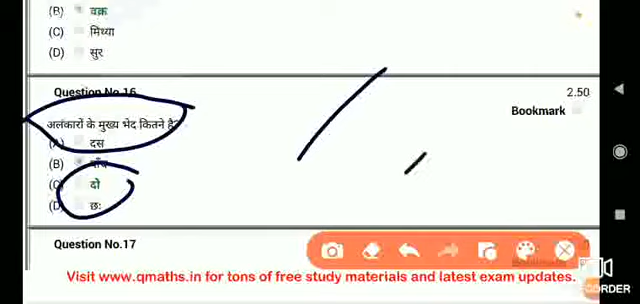 (B) वक्र
(C) मिथ्या
(D) सुर
Question No.16
2.50
Bookmark
अलंकारों के मुख्य भेद कितने है?
(A) दस
(B) पाँच
(C) दो
(D) छः
Question No.17
Visit www.qmaths.in for tons of free study materials and latest exam updates.